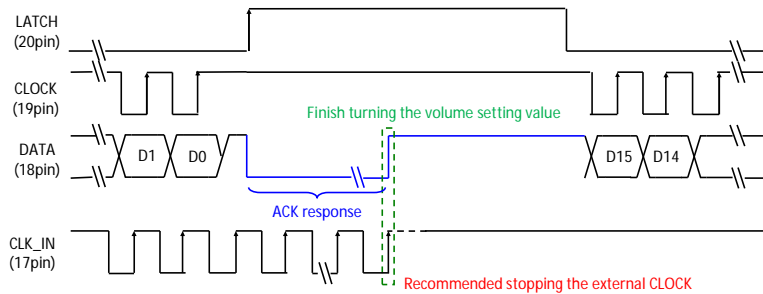 LATCH
(20pin)
CLOCK
(19pin)
Finish turning the volume setting value
DATA
(18pin)
D1
D0
D15
D14
ACK response
CLK_IN
(17pin)
Recommended stopping the external CLOCK